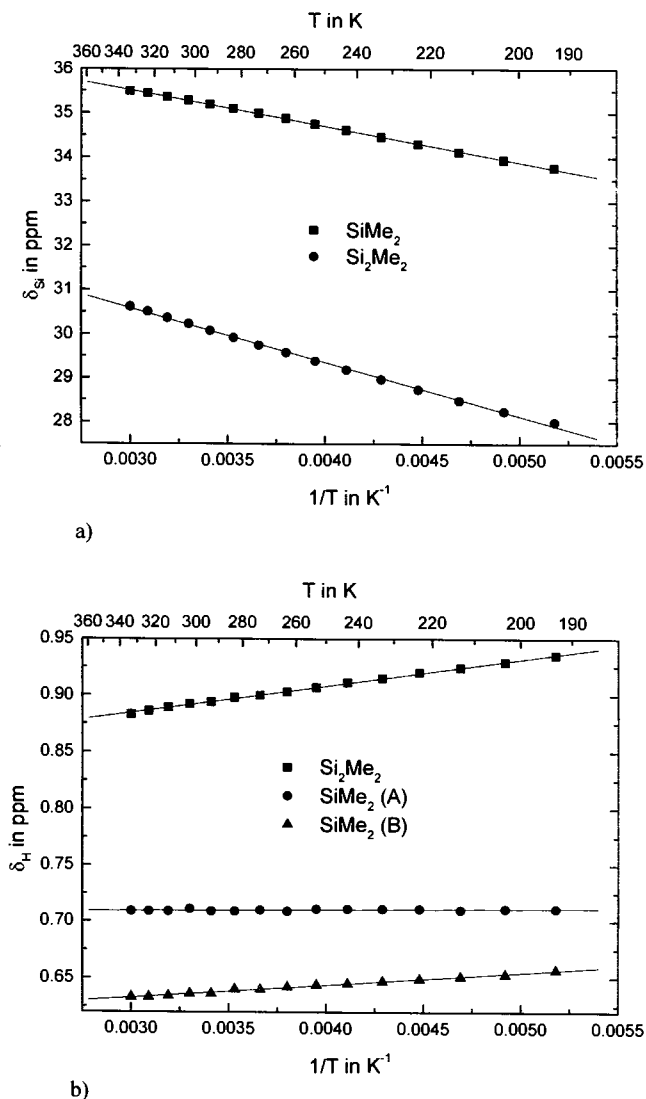 T in K
360 340 320 300 280 260 240 220 200 190
36
35
34
33
32
31
30
29
28
δSi in ppm
SiMe₂
Si₂Me₂
0.0030 0.0035 0.0040 0.0045 0.0050 0.0055
1/T in K⁻¹
a)
T in K
360 340 320 300 280 260 240 220 200 190
0.95
0.90
0.85
0.80
0.75
0.70
0.65
δH in ppm
Si₂Me₂
SiMe₂ (A)
SiMe₂ (B)
0.0030 0.0035 0.0040 0.0045 0.0050 0.0055
1/T in K⁻¹
b)